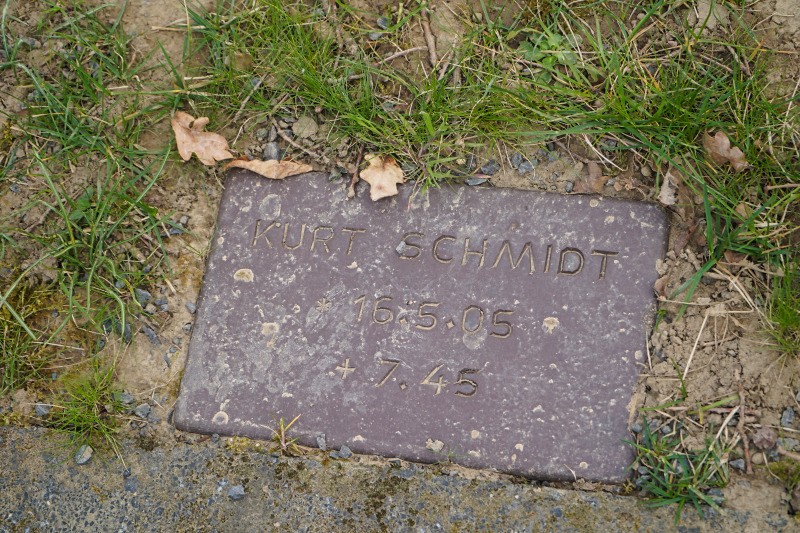 KURT SCHMIDT
* 16.5.05
+ 7.45